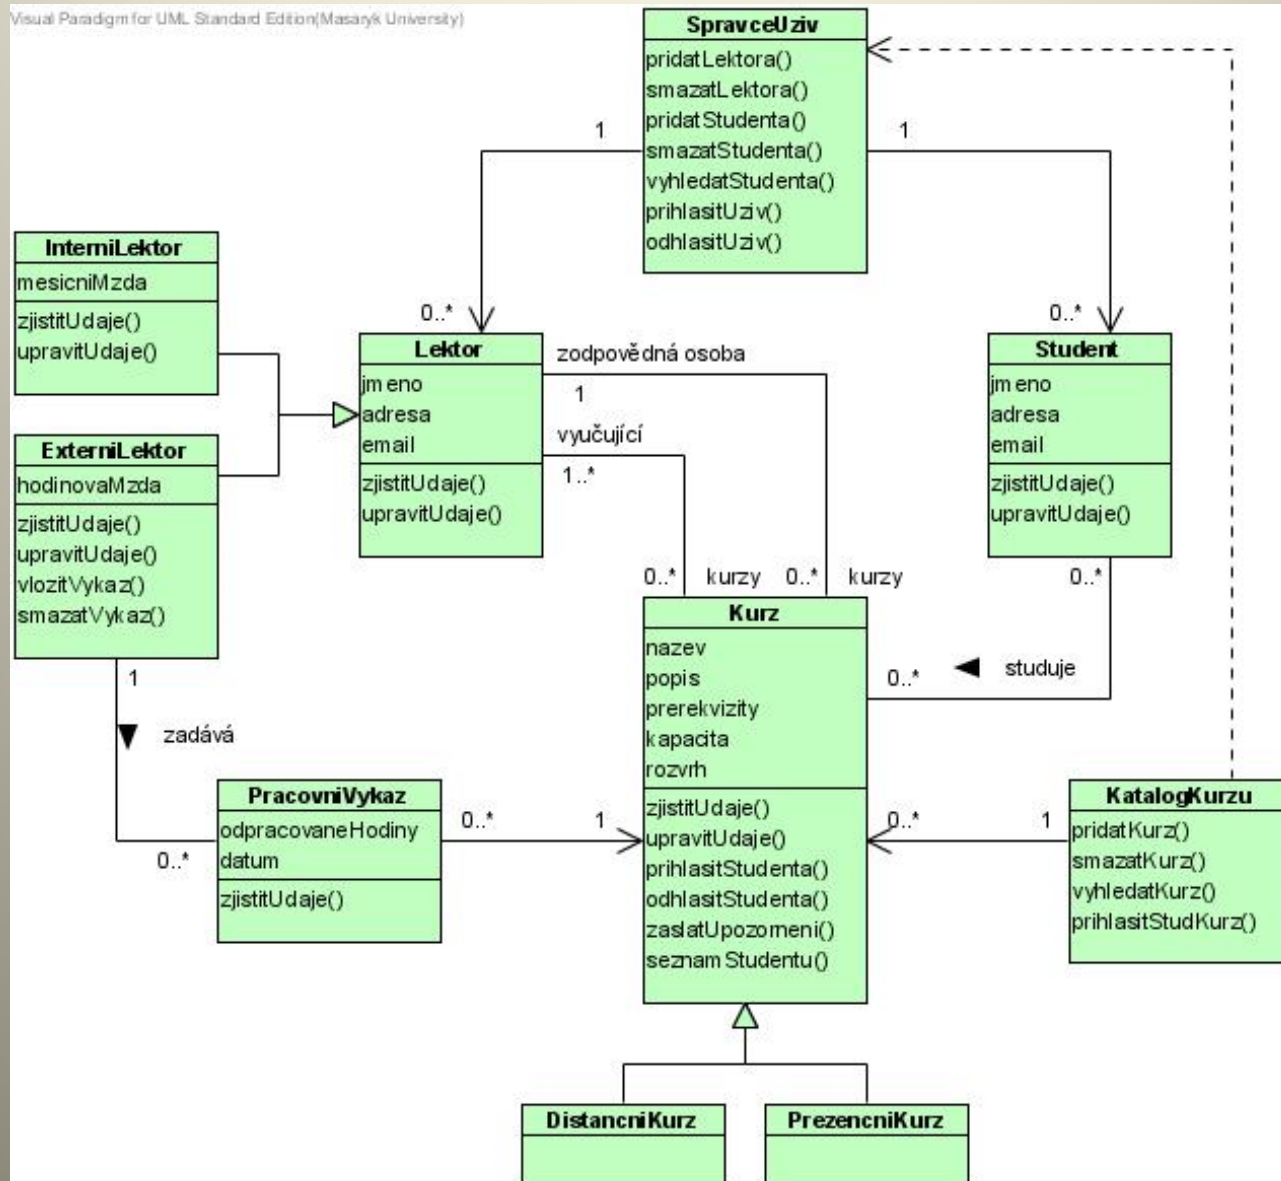 Visual Paradigm for UML Standard Edition(Masaryk University)
SpravceUziv
pridatLektora()
smazatLektora()
pridatStudenta()
smazatStudenta()
vyhledatStudenta()
prihlasitUziv()
odhlasitUziv()
1
1
0..*
0..*
InterniLektor
mesicniMzda
zjistitUdaje()
upravitUdaje()
ExterniLektor
hodinovaMzda
zjistitUdaje()
upravitUdaje()
vlozitVykaz()
smazatVykaz()
Lektor
jmeno
adresa
email
zjistitUdaje()
upravitUdaje()
zodpovědná osoba
1
vyučující
1..*
0..* kurzy
0..* kurzy
Student
jmeno
adresa
email
zjistitUdaje()
upravitUdaje()
0..*
0..*
studuje
Kurz
nazev
popis
prerekvizity
kapacita
rozvrh
zjistitUdaje()
upravitUdaje()
prihlasitStudenta()
odhlasitStudenta()
zaslatUpozorneni()
seznamStudentu()
1
zadává
0..*
PracovniVykaz
odpracovaneHodiny
datum
zjistitUdaje()
0..*
1
0..*
1
KatalogKurzu
pridatKurz()
smazatKurz()
vyhledatKurz()
prihlasitStudKurz()
DistancniKurz
PrezencniKurz